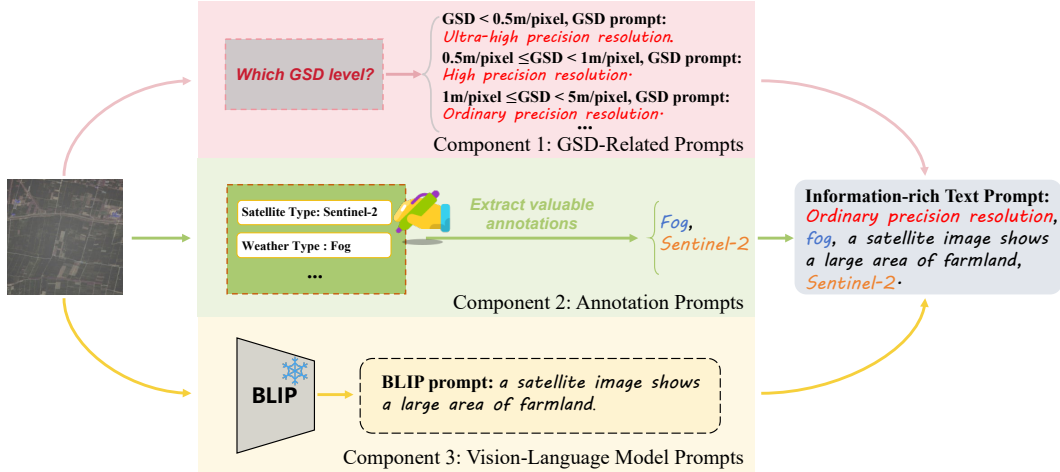 Which GSD level?
GSD < 0.5m/pixel, GSD prompt:
Ultra-high precision resolution.
0.5m/pixel ≤GSD < 1m/pixel, GSD prompt:
High precision resolution.
1m/pixel ≤GSD < 5m/pixel, GSD prompt:
Ordinary precision resolution.
...
Component 1: GSD-Related Prompts
Satellite Type: Sentinel-2
Weather Type : Fog
...
Extract valuable
annotations
Fog,
Sentinel-2
Component 2: Annotation Prompts
BLIP
BLIP prompt: a satellite image shows
a large area of farmland.
Component 3: Vision-Language Model Prompts
Information-rich Text Prompt:
Ordinary precision resolution,
fog, a satellite image shows
a large area of farmland,
Sentinel-2.